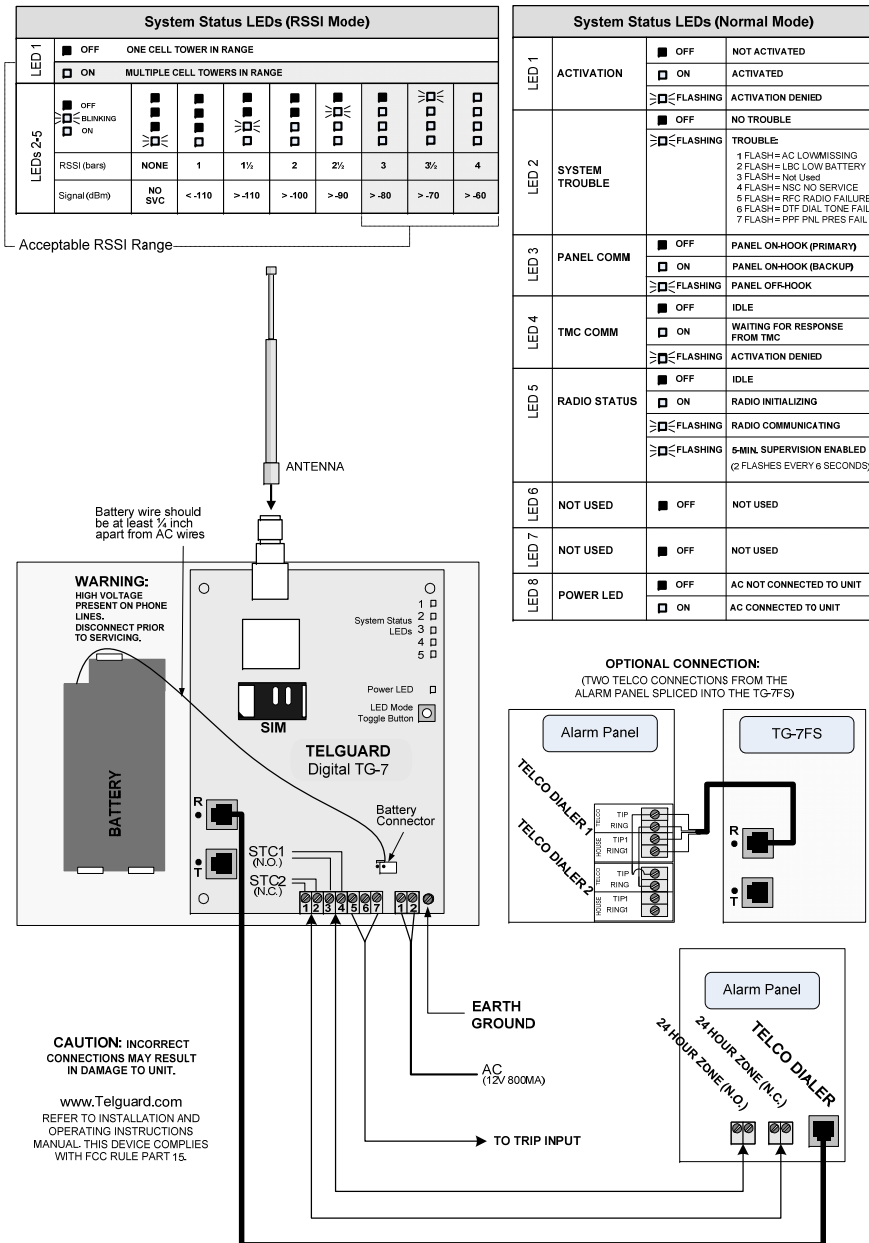 System Status LEDs (RSSI Mode)
LED 1
OFF ONE CELL TOWER IN RANGE
ON MULTIPLE CELL TOWERS IN RANGE
LEDs 2-5
OFF
BLINKING
ON
RSSI (bars) NONE 1 1½ 2 2½ 3 3½ 4
Signal (dBm) NO SVC < -110 > -110 > -100 > -90 > -80 > -70 > -60
Acceptable RSSI Range
System Status LEDs (Normal Mode)
LED 1
ACTIVATION
OFF NOT ACTIVATED
ON ACTIVATED
FLASHING ACTIVATION DENIED
LED 2
SYSTEM TROUBLE
OFF NO TROUBLE
FLASHING TROUBLE:
1 FLASH = AC LOW/MISSING
2 FLASH = LBC LOW BATTERY
3 FLASH = Not Used
4 FLASH = NSC NO SERVICE
5 FLASH = RFC RADIO FAILURE
6 FLASH = DTF DIAL TONE FAIL
7 FLASH = PPF PNL PRES FAIL
LED 3
PANEL COMM
OFF PANEL ON-HOOK (PRIMARY)
ON PANEL ON-HOOK (BACKUP)
FLASHING PANEL OFF-HOOK
LED 4
TMC COMM
OFF IDLE
ON WAITING FOR RESPONSE
FROM TMC
FLASHING ACTIVATION DENIED
LED 5
RADIO STATUS
OFF IDLE
ON RADIO INITIALIZING
FLASHING RADIO COMMUNICATING
FLASHING 5-MIN. SUPERVISION ENABLED
(2 FLASHES EVERY 6 SECONDS)
LED 6
NOT USED OFF NOT USED
LED 7
NOT USED OFF NOT USED
LED 8
POWER LED
OFF AC NOT CONNECTED TO UNIT
ON AC CONNECTED TO UNIT
ANTENNA
Battery wire should
be at least ¼ inch
apart from AC wires
WARNING:
HIGH VOLTAGE
PRESENT ON PHONE
LINES.
DISCONNECT PRIOR
TO SERVICING.
BATTERY
System Status
LEDs
1
2
3
4
5
Power LED
LED Mode
Toggle Button
SIM
TELGUARD
Digital TG-7
R
T
Battery
Connector
STC1
(N.O.)
STC2
(N.C.)
1 2 3 4 5 6 7
1 2
EARTH
GROUND
AC
(12V 800MA)
TO TRIP INPUT
CAUTION: INCORRECT
CONNECTIONS MAY RESULT
IN DAMAGE TO UNIT.
www.Telguard.com
REFER TO INSTALLATION AND
OPERATING INSTRUCTIONS
MANUAL. THIS DEVICE COMPLIES
WITH FCC RULE PART 15.
OPTIONAL CONNECTION:
(TWO TELCO CONNECTIONS FROM THE
ALARM PANEL SPLICED INTO THE TG-7FS)
Alarm Panel
TELCO DIALER 1
TELCO
TIP
RING
HOUSE
TIP1
RING1
TELCO DIALER 2
TELCO
TIP
RING
HOUSE
TIP1
RING1
TG-7FS
R
T
Alarm Panel
24 HOUR ZONE (N.O.)
24 HOUR ZONE (N.C.)
TELCO DIALER